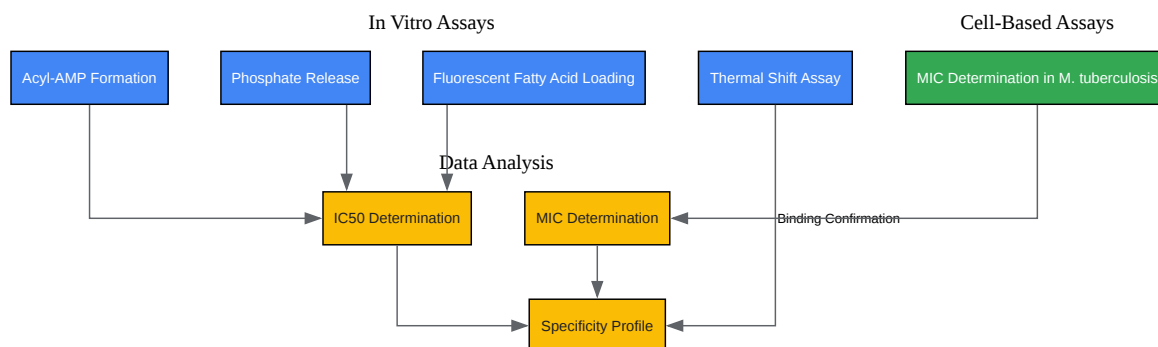 In Vitro Assays
Cell-Based Assays
Acyl-AMP Formation
Phosphate Release
Fluorescent Fatty Acid Loading
Thermal Shift Assay
MIC Determination in M. tuberculosis
Data Analysis
IC50 Determination
MIC Determination
Binding Confirmation
Specificity Profile